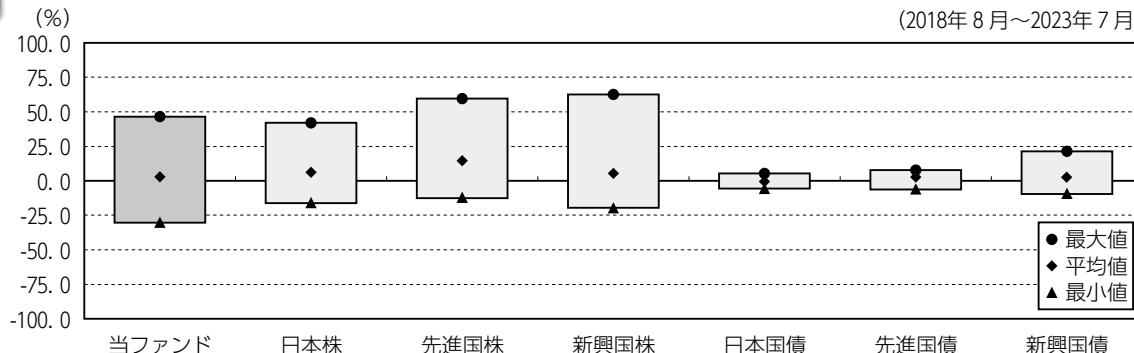 (%)
(2018年8月～2023年7月
100.0
75.0
50.0
25.0
0.0
-25.0
-50.0
-75.0
-100.0
● 最大値
◆ 平均値
▲ 最小値
当ファンド 日本株 先進国株 新興国株 日本国債 先進国債 新興国債